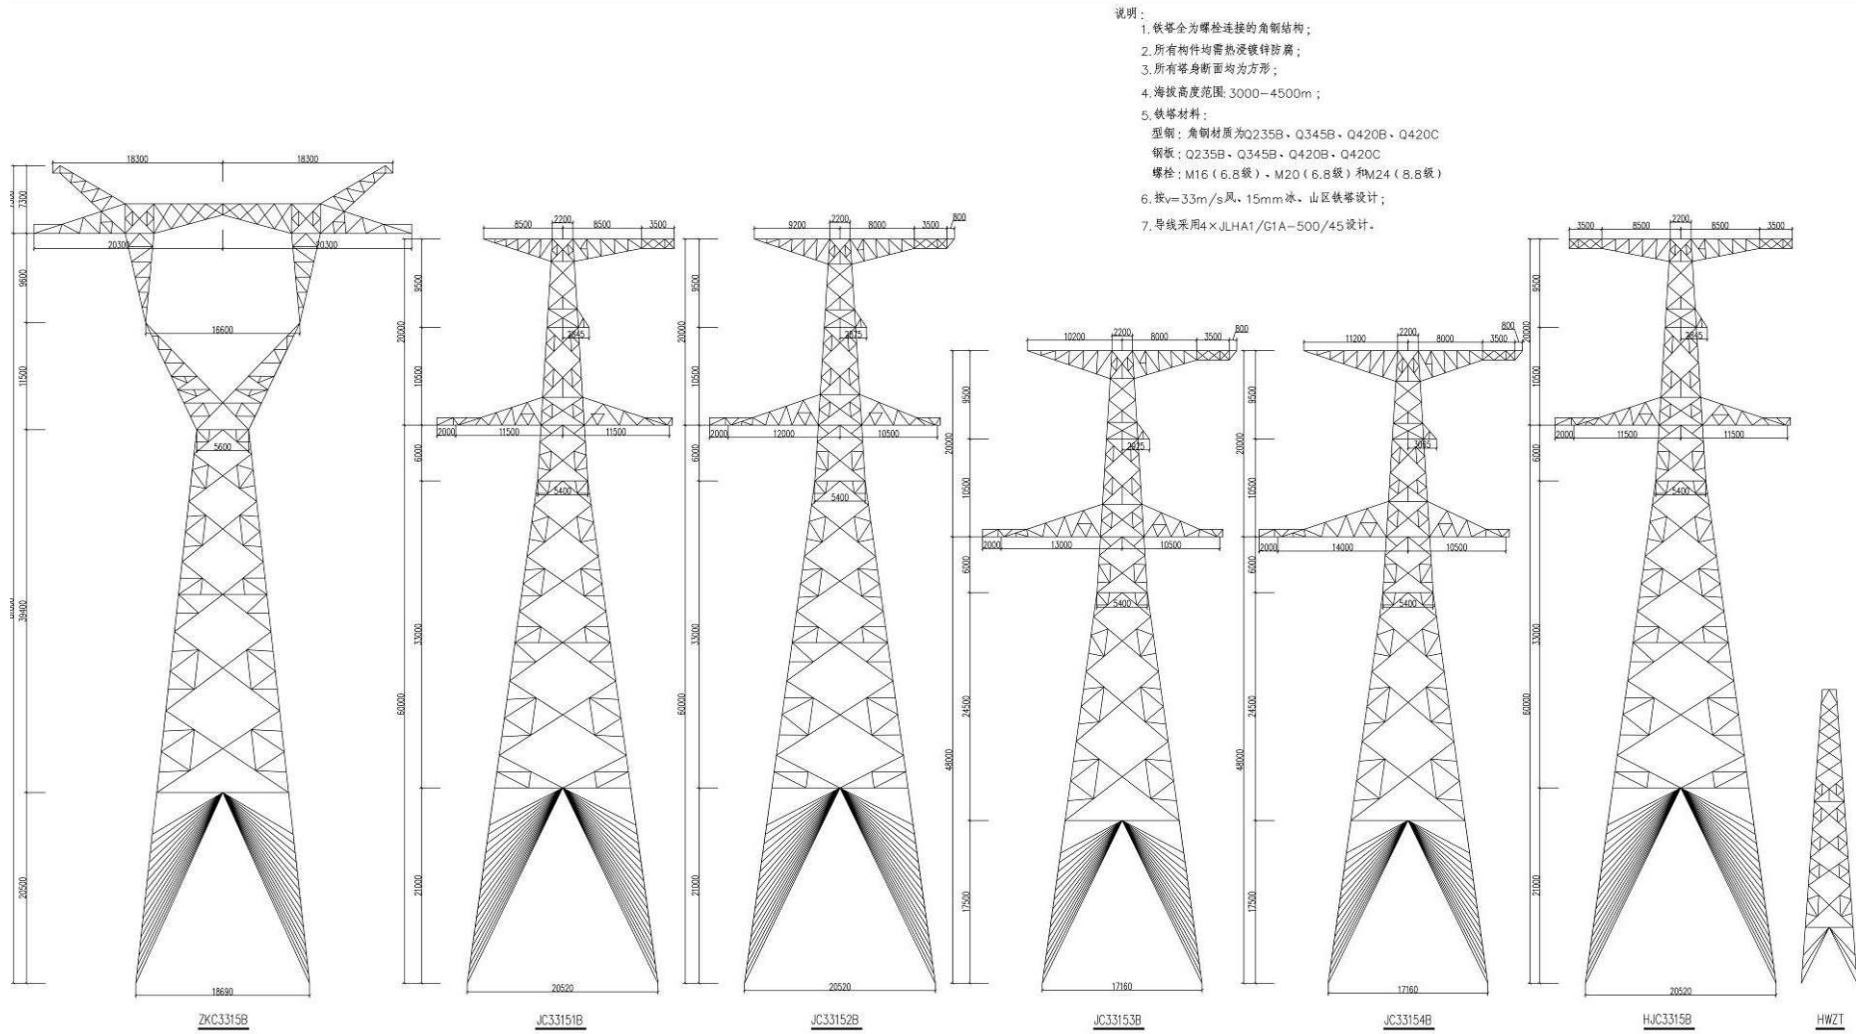 说明：
1. 铁塔全为螺栓连接的角钢结构；
2. 所有构件均需热浸镀锌防腐；
3. 所有塔身断面均为方形；
4. 海拔高度范围: 3000-4500m；
5. 铁塔材料：
型钢：角钢材质为Q235B、Q345B、Q420B、Q420C
钢板：Q235B、Q345B、Q420B、Q420C
螺栓：M16（6.8级）、M20（6.8级）和M24（8.8级）
6. 按v=33m/s风、15mm冰、山区铁塔设计；
7. 导线采用4×JLHA1/G1A-500/45设计。
18300 18300
7300
20300 20300
9600
16600
11500
5600
39400
20500
18690
ZKC3315B
2200
8500 8500 3500
9500
20000
10500
2000 11500 11500
6000
5400
33000
60000
21000
20520
JC33151B
2200 800
9200 8000 3500
9500
20000
10500
2000 12000 10500
6000
5400
33000
60000
21000
20520
JC33152B
2200 800
10200 8000 3500
9500
20000
10500
2000 13000 10500
6000
5400
24500
48000
17500
17160
JC33153B
2200 800
11200 8000 3500
9500
20000
10500
2000 14000 10500
6000
5400
24500
48000
17500
17160
JC33154B
2200
3500 8500 8500 3500
9500
20000
10500
2000 11500 11500
6000
5400
33000
60000
21000
20520
HJC3315B
HWZT